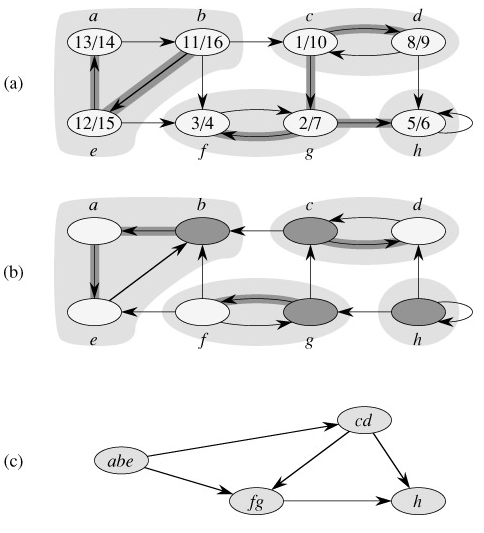 a b c d
13/14 11/16 1/10 8/9
(a)
12/15 3/4 2/7 5/6
e f g h
a b c d
(b)
e f g h
cd
(c) abe
fg h